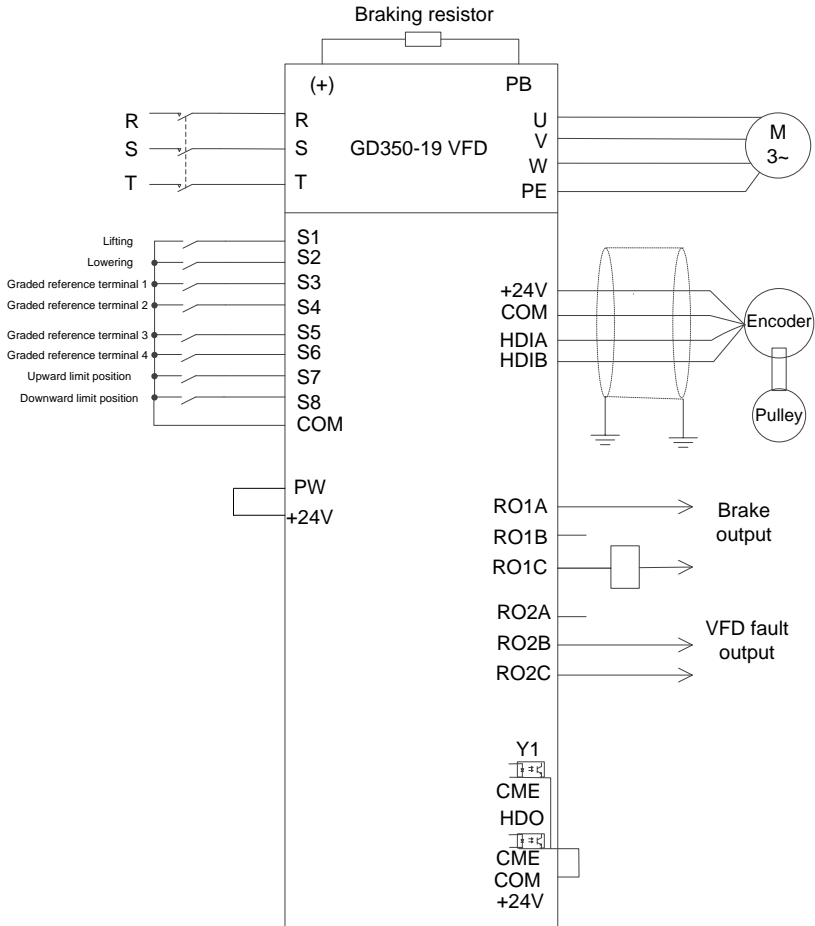 Braking resistor
(+)
PB
R
S
T
R
S
T
GD350-19 VFD
U
V
W
PE
M
3~
Lifting
Lowering
Graded reference terminal 1
Graded reference terminal 2
Graded reference terminal 3
Graded reference terminal 4
Upward limit position
Downward limit position
S1
S2
S3
S4
S5
S6
S7
S8
COM
PW
+24V
+24V
COM
HDIA
HDIB
Encoder
Pulley
RO1A
RO1B
RO1C
Brake
output
RO2A
RO2B
RO2C
VFD fault
output
Y1
CME
HDO
CME
COM
+24V